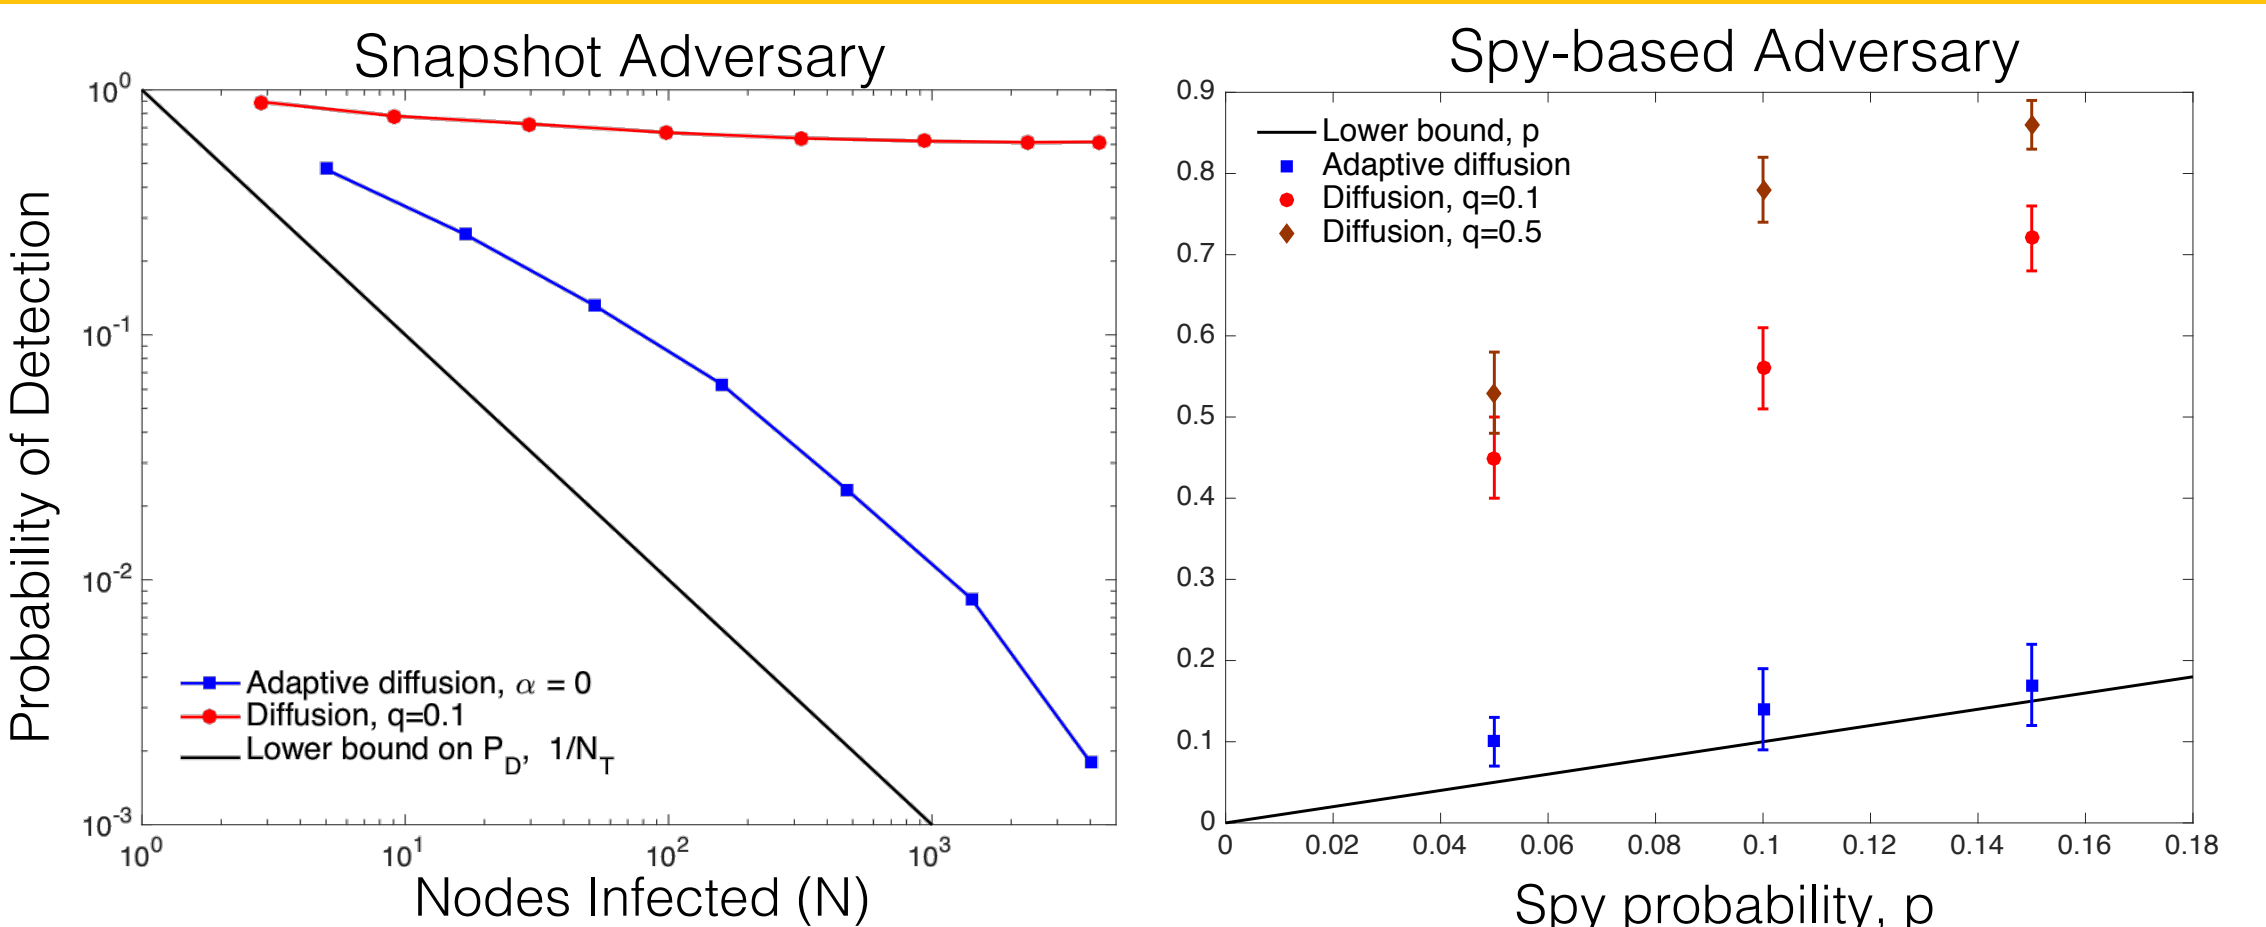 Snapshot Adversary
Probability of Detection
10^0
10^-1
10^-2
10^-3
Adaptive diffusion, α = 0
Diffusion, q=0.1
Lower bound on P_D, 1/N_T
10^0 10^1 10^2 10^3
Nodes Infected (N)
Spy-based Adversary
0.9
0.8
0.7
0.6
0.5
0.4
0.3
0.2
0.1
0
Lower bound, p
Adaptive diffusion
Diffusion, q=0.1
Diffusion, q=0.5
0 0.02 0.04 0.06 0.08 0.1 0.12 0.14 0.16 0.18
Spy probability, p